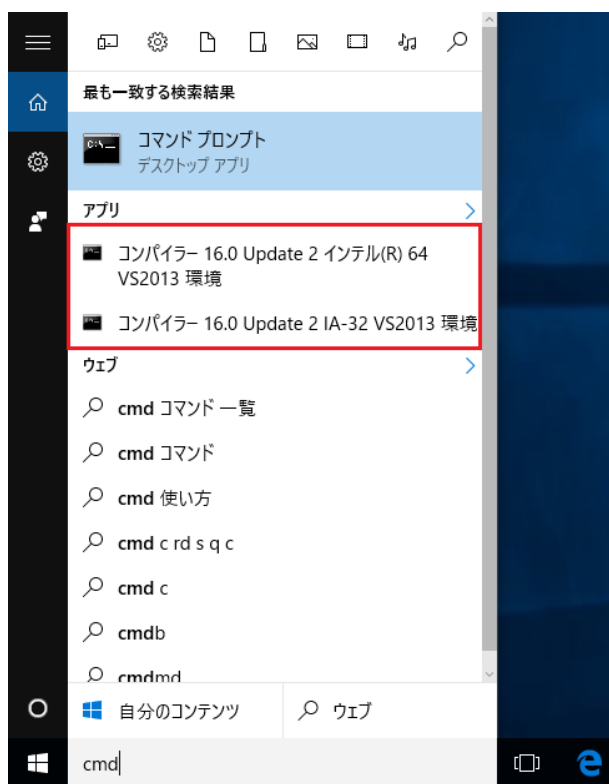 最も一致する検索結果
コマンド プロンプト
デスクトップ アプリ
アプリ
コンパイラー 16.0 Update 2 インテル(R) 64
VS2013 環境
コンパイラー 16.0 Update 2 IA-32 VS2013 環境
ウェブ
cmd コマンド 一覧
cmd コマンド
cmd 使い方
cmd c rd s q c
cmd c
cmdb
cmdmd
自分のコンテンツ
ウェブ
cmd